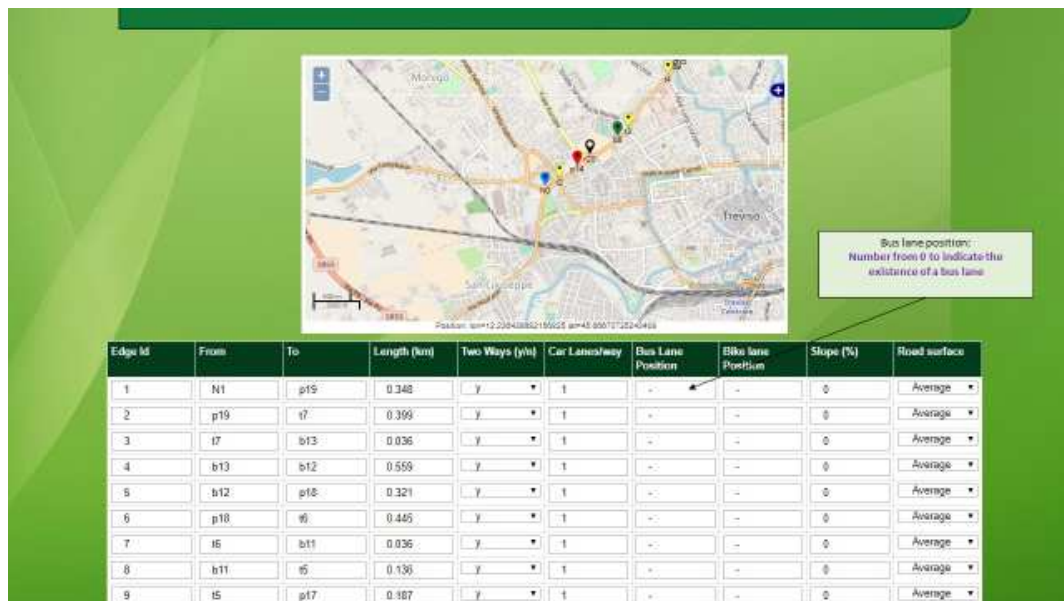 Treviso
San Giuseppe
Bus lane position:
Number from 0 to indicate the
existence of a bus lane
Edge Id From To Length (km) Two Ways (y/n) Car Lanes/way Bus Lane Position Bike lane Position Slope (%) Road surface
1 N1 p19 0.348 y 1 - - 0 Average
2 p19 t7 0.399 y 1 - - 0 Average
3 t7 b13 0.036 y 1 - - 0 Average
4 b13 b12 0.559 y 1 - - 0 Average
5 b12 p18 0.321 y 1 - - 0 Average
6 p18 t6 0.445 y 1 - - 0 Average
7 t6 b11 0.036 y 1 - - 0 Average
8 b11 t5 0.136 y 1 - - 0 Average
9 t5 p17 0.187 y 1 - - 0 Average